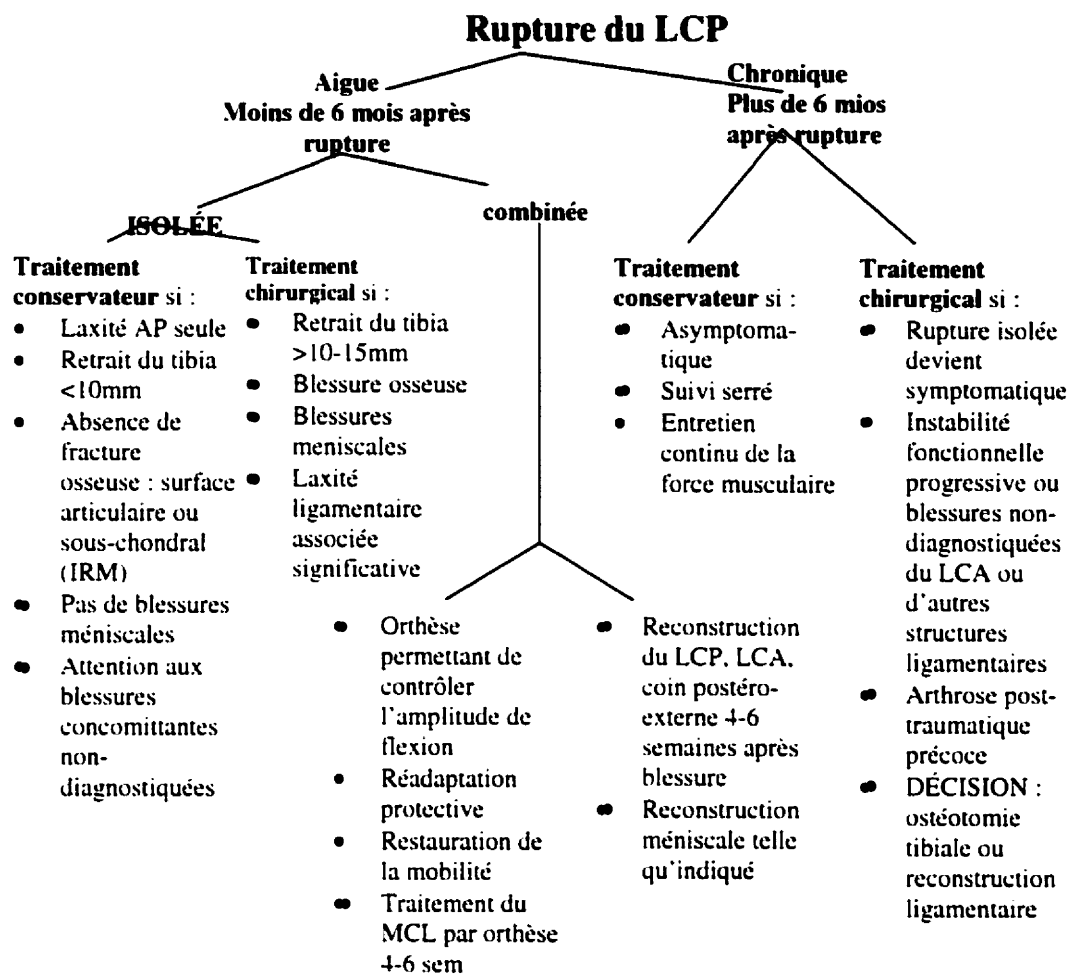 Rupture du LCP
Aigue
Moins de 6 mois après
rupture
Chronique
Plus de 6 mios
après rupture
ISOLÉE
combinée
Traitement
conservateur si :
• Laxité AP seule
• Retrait du tibia
<10mm
• Absence de
fracture
osseuse : surface
articulaire ou
sous-chondral
(IRM)
• Pas de blessures
méniscales
• Attention aux
blessures
concomittantes
non-
diagnostiquées
Traitement
chirurgical si :
• Retrait du tibia
>10-15mm
• Blessure osseuse
• Blessures
meniscales
• Laxité
ligamentaire
associée
significative
• Orthèse
permettant de
contrôler
l'amplitude de
flexion
• Réadaptation
protective
• Restauration de
la mobilité
• Traitement du
MCL par orthèse
4-6 sem
• Reconstruction
du LCP, LCA,
coin postéro-
externe 4-6
semaines après
blessure
• Reconstruction
méniscale telle
qu'indiqué
Traitement
conservateur si :
• Asymptoma-
tique
• Suivi serré
• Entretien
continu de la
force musculaire
Traitement
chirurgical si :
• Rupture isolée
devient
symptomatique
• Instabilité
fonctionnelle
progressive ou
blessures non-
diagnostiquées
du LCA ou
d'autres
structures
ligamentaires
• Arthrose post-
traumatique
précoce
• DÉCISION :
ostéotomie
tibiale ou
reconstruction
ligamentaire